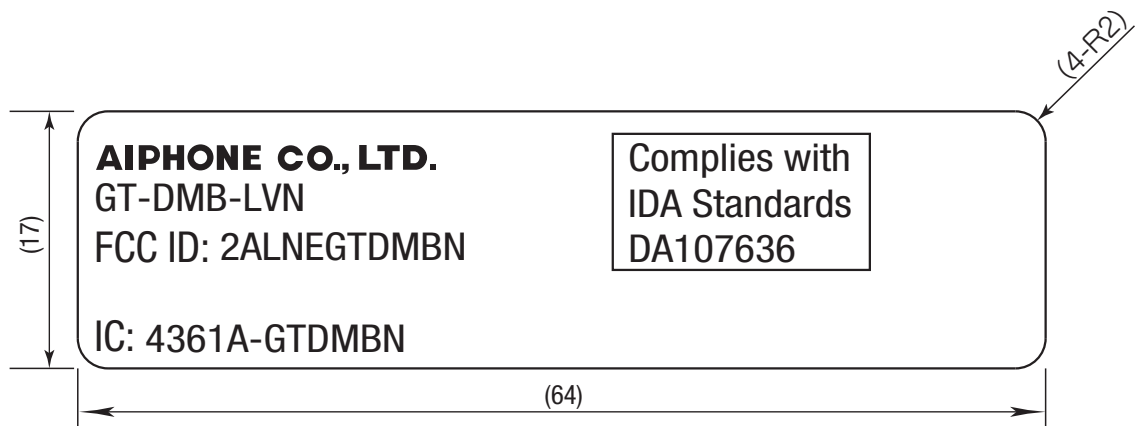 (4-R2)
AIPHONE CO., LTD.
GT-DMB-LVN
FCC ID: 2ALNEGTDMBN
IC: 4361A-GTDMBN
Complies with
IDA Standards
DA107636
(17)
(64)